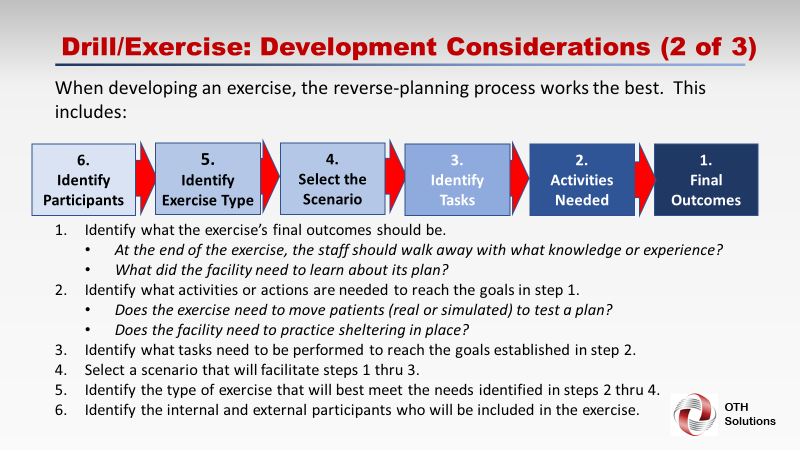 Drill/Exercise: Development Considerations (2 of 3)
When developing an exercise, the reverse-planning process works the best.  This
includes:
6.
Identify
Participants
5.
Identify
Exercise Type
4.
Select the
Scenario
3.
Identify
Tasks
2.
Activities
Needed
1.
Final
Outcomes
1. Identify what the exercise’s final outcomes should be.
• At the end of the exercise, the staff should walk away with what knowledge or experience?
• What did the facility need to learn about its plan?
2. Identify what activities or actions are needed to reach the goals in step 1.
• Does the exercise need to move patients (real or simulated) to test a plan?
• Does the facility need to practice sheltering in place?
3. Identify what tasks need to be performed to reach the goals established in step 2.
4. Select a scenario that will facilitate steps 1 thru 3.
5. Identify the type of exercise that will best meet the needs identified in steps 2 thru 4.
6. Identify the internal and external participants who will be included in the exercise.
OTH
Solutions